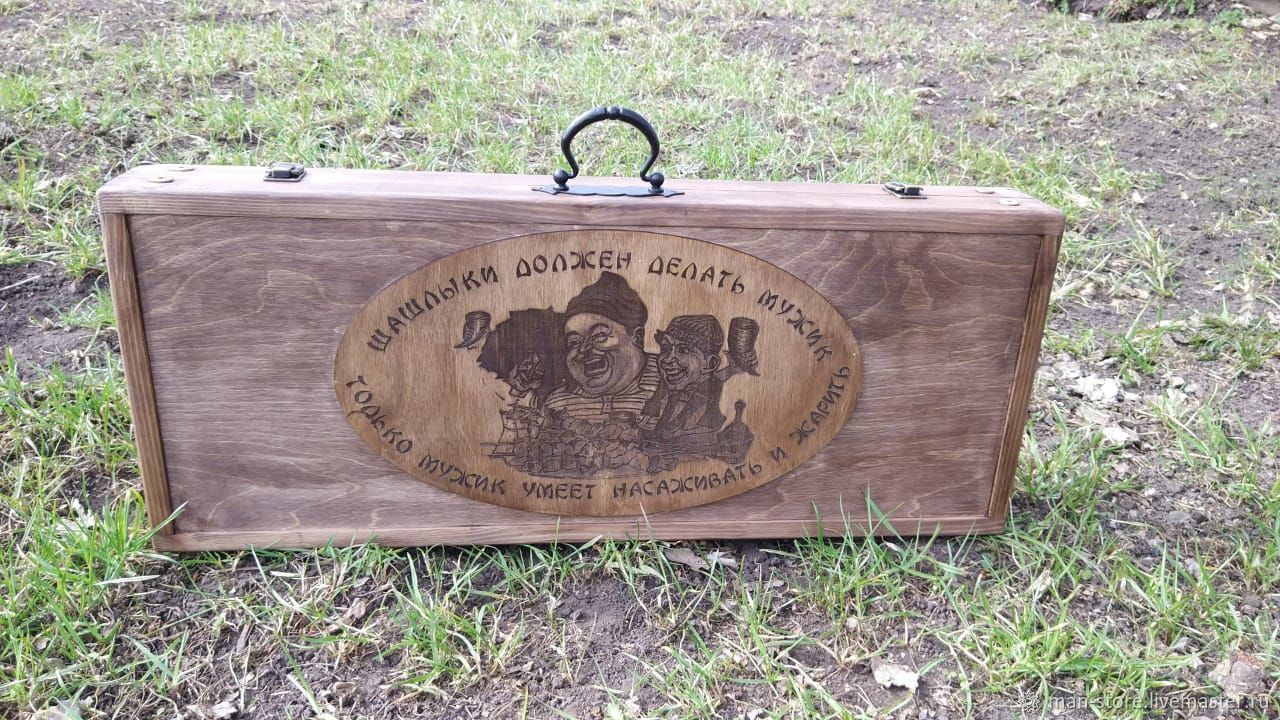 ШАШЛЫКИ ДОЛЖЕН ДЕЛАТЬ МУЖИК
ТОЛЬКО МУЖИК УМЕЕТ НАСАЖИВАТЬ И ЖАРИТЬ
man-store.livemaster.ru